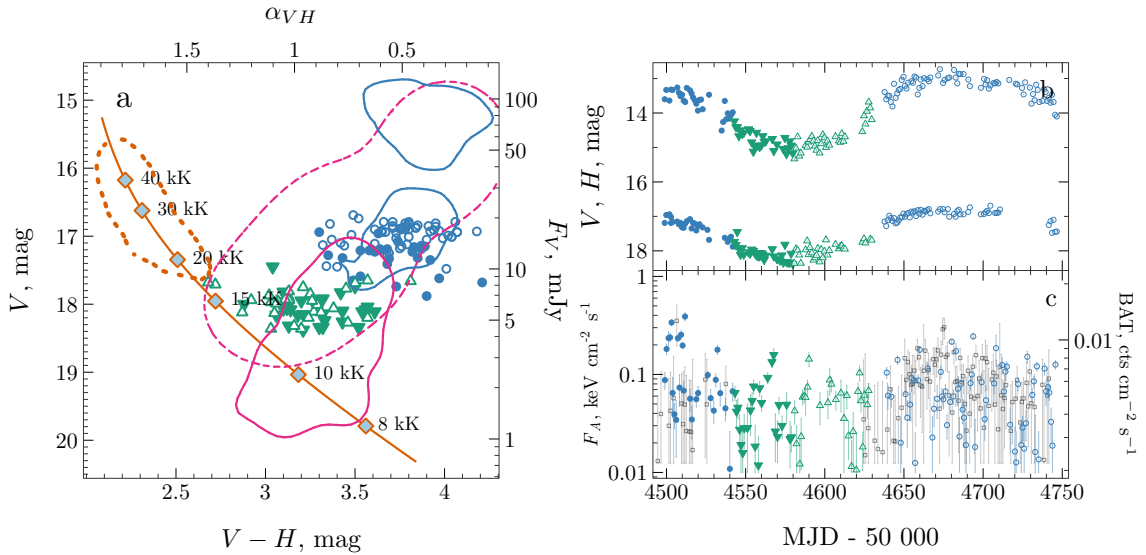 α_{VH}
1.5 1 0.5
a
V, mag
15
16
17
18
19
20
40 kK
30 kK
20 kK
15 kK
10 kK
8 kK
100
50
10
5
1
F_V, mJy
2.5 3 3.5 4
V − H, mag
b
V, H, mag
14
16
18
c
F_A, keV cm⁻² s⁻¹
1
0.1
0.01
0.01
BAT, cts cm⁻² s⁻¹
4500 4550 4600 4650 4700 4750
MJD - 50 000